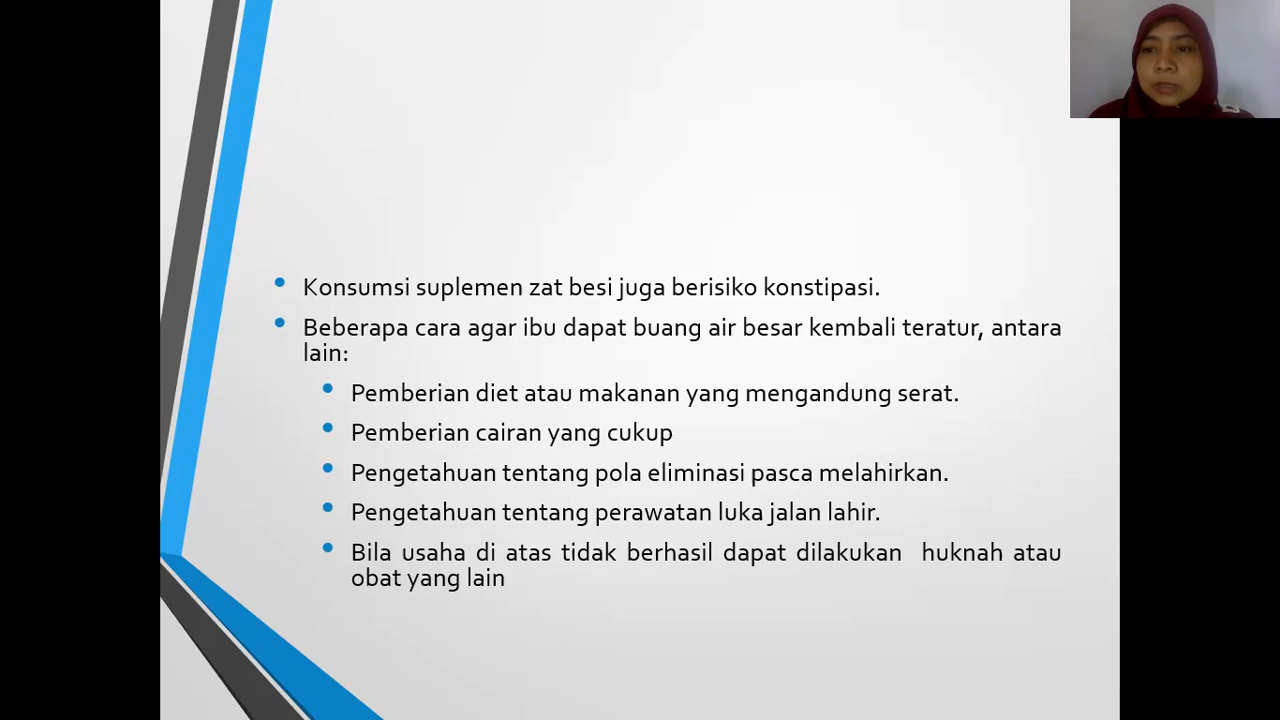 Konsumsi suplemen zat besi juga berisiko konstipasi.
Beberapa cara agar ibu dapat buang air besar kembali teratur, antara
lain:
Pemberian diet atau makanan yang mengandung serat.
Pemberian cairan yang cukup
Pengetahuan tentang pola eliminasi pasca melahirkan.
Pengetahuan tentang perawatan luka jalan lahir.
Bila usaha di atas tidak berhasil dapat dilakukan huknah atau
obat yang lain